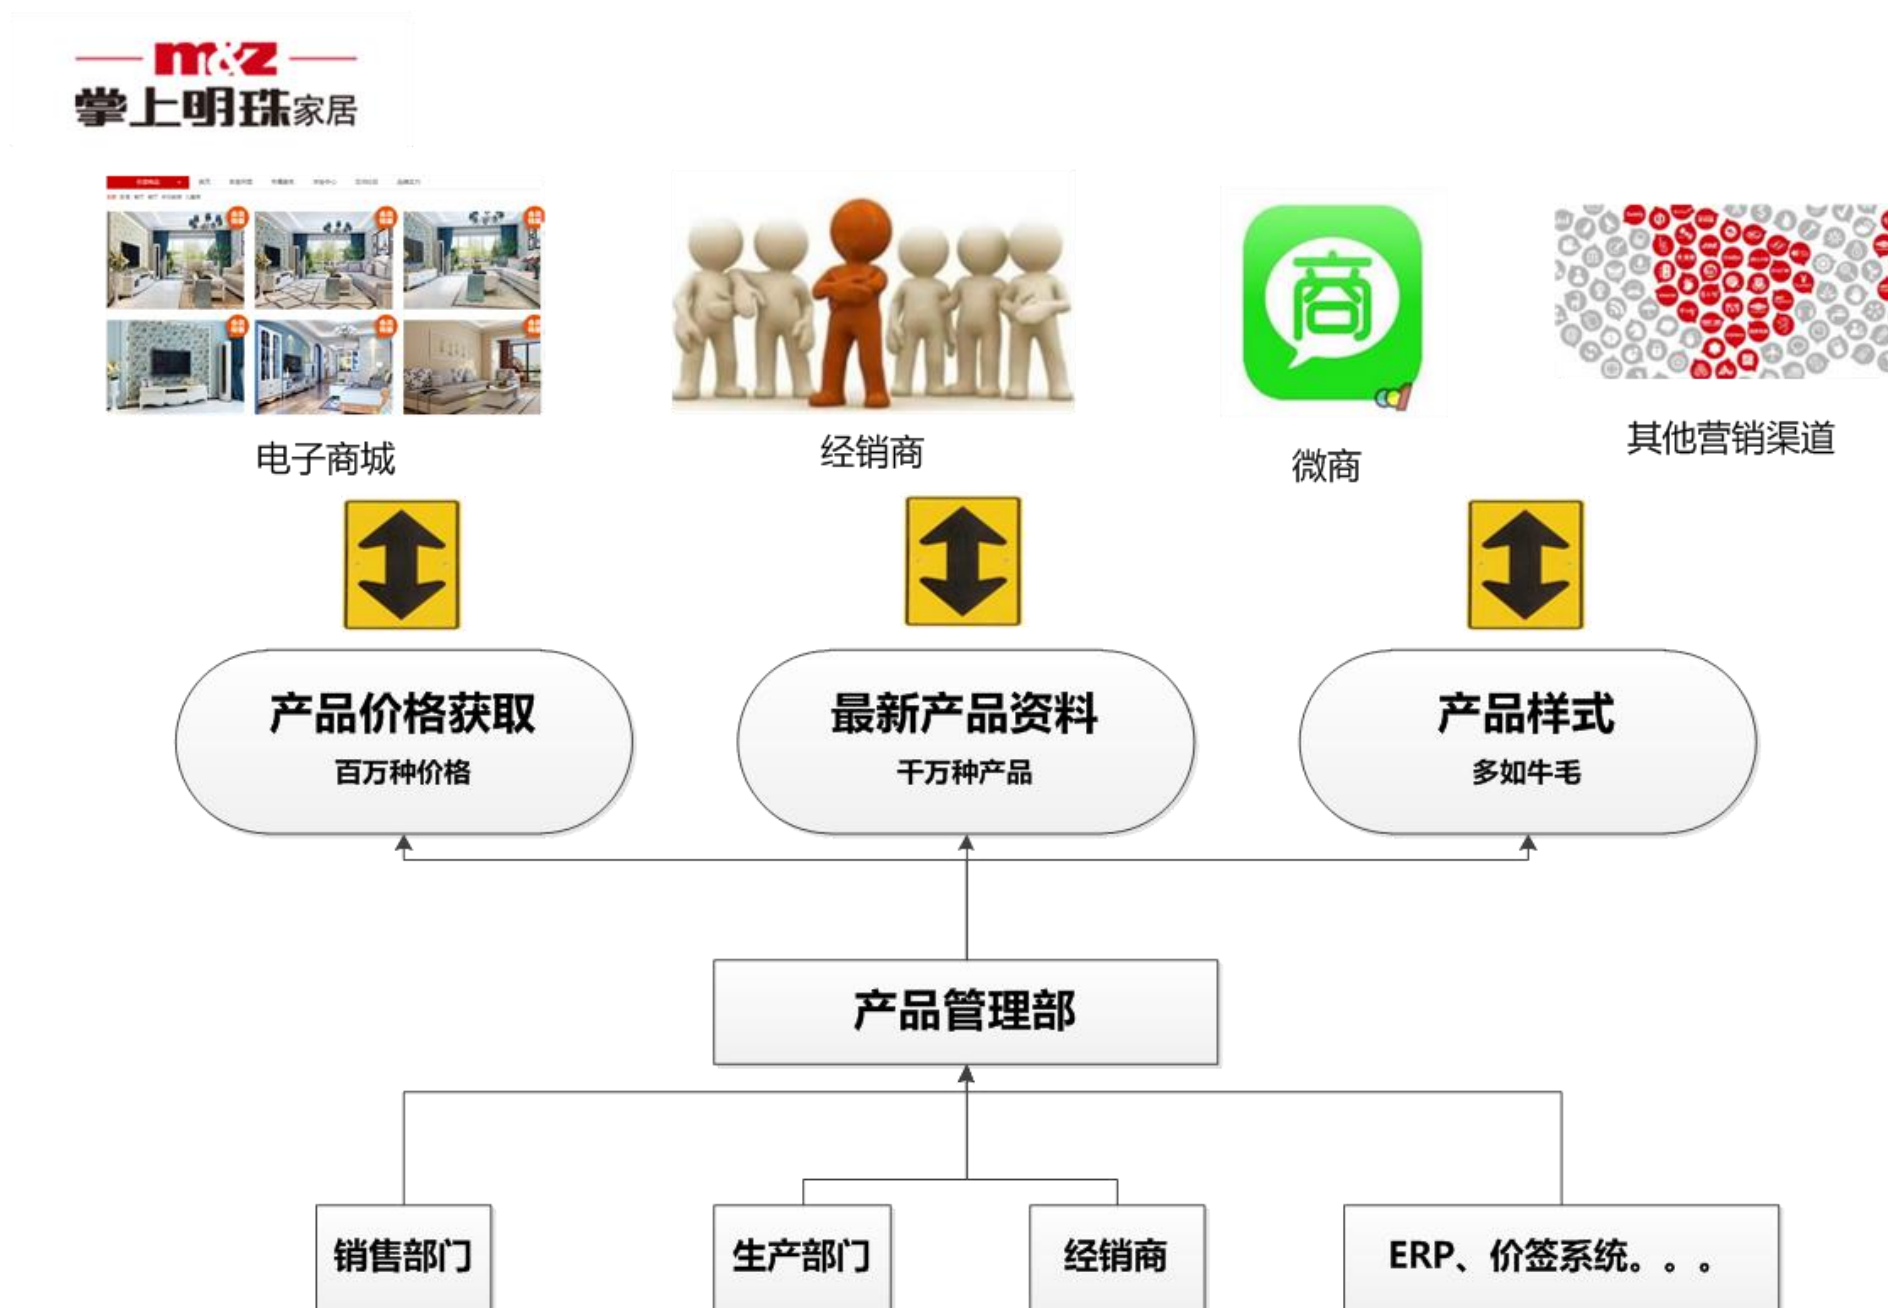 m&z
掌上明珠家居
电子商城
经销商
微商
其他营销渠道
商
产品价格获取
百万种价格
最新产品资料
千万种产品
产品样式
多如牛毛
产品管理部
销售部门
生产部门
经销商
ERP、价签系统。。。